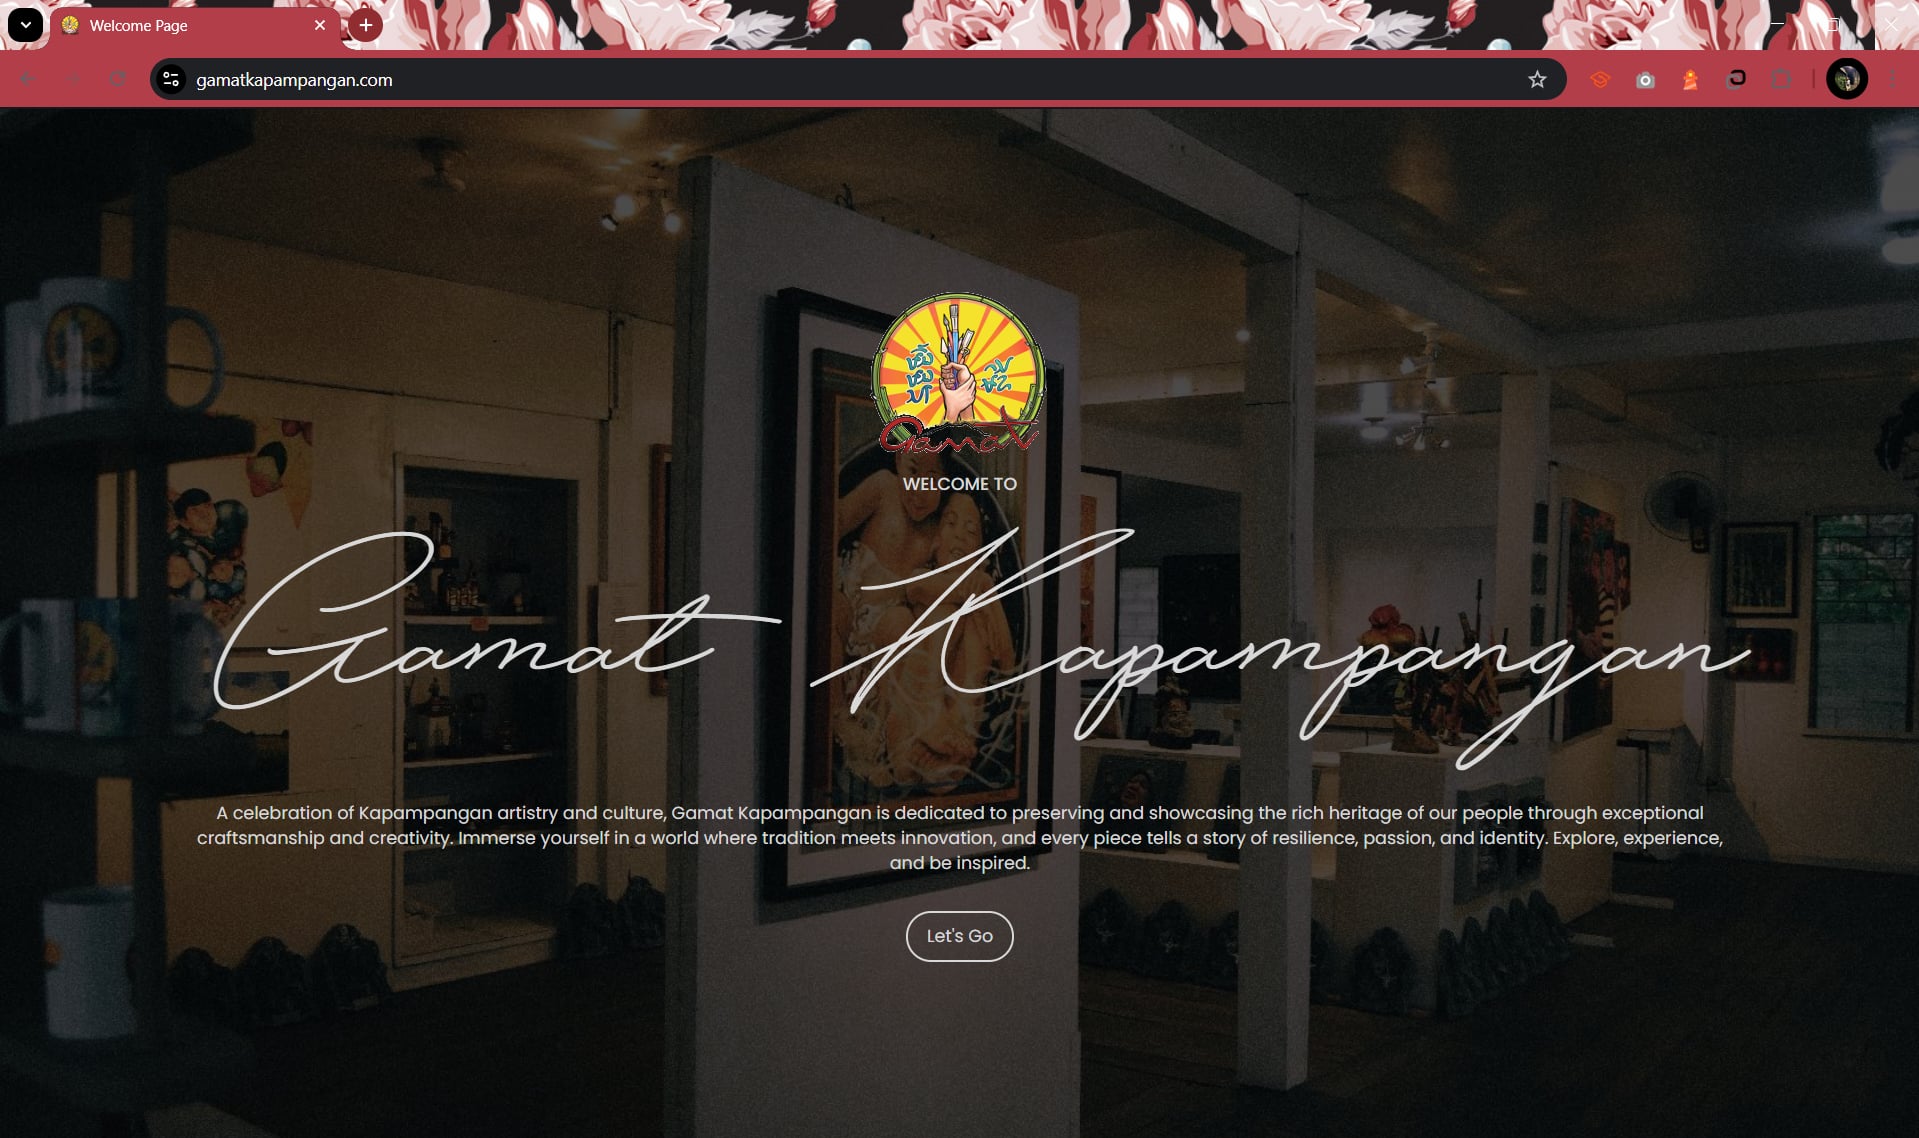 Welcome Page
gamatkapampangan.com
Gamat
WELCOME TO
Gamat Kapampangan
A celebration of Kapampangan artistry and culture, Gamat Kapampangan is dedicated to preserving and showcasing the rich heritage of our people through exceptional
craftsmanship and creativity. Immerse yourself in a world where tradition meets innovation, and every piece tells a story of resilience, passion, and identity. Explore, experience,
and be inspired.
Let's Go